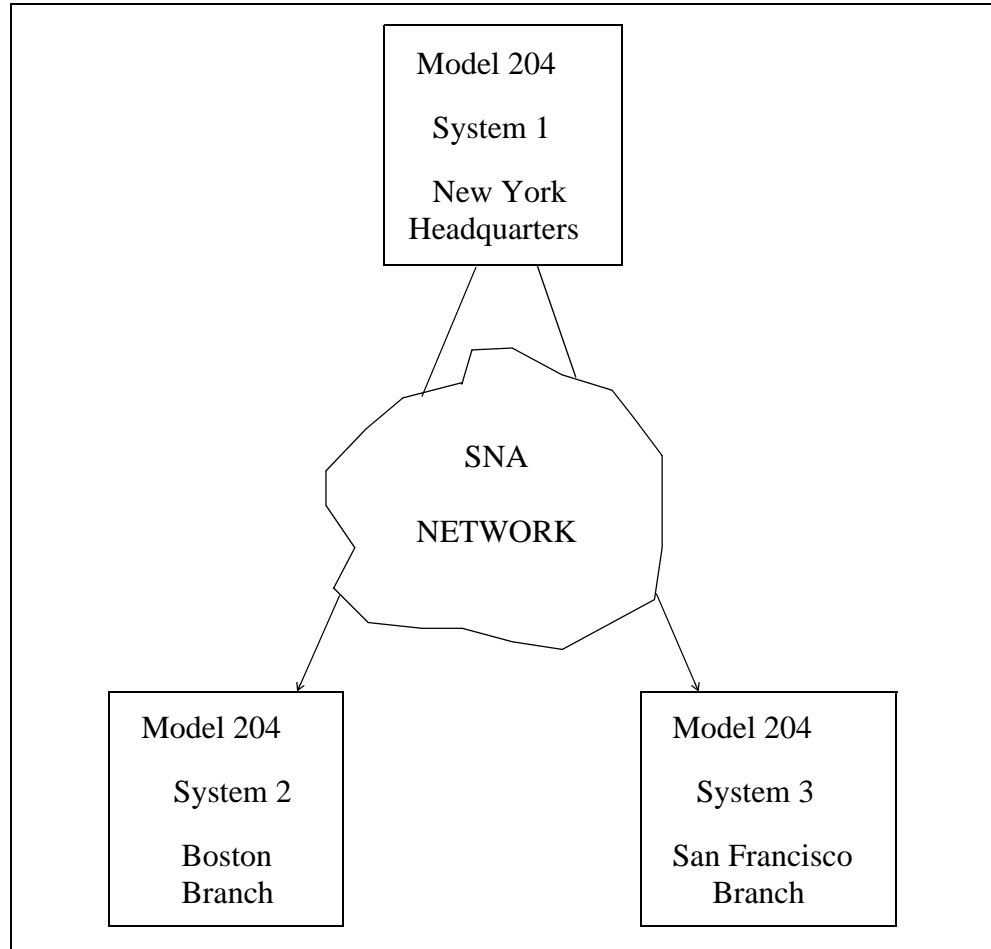 Model 204
System 1
New York
Headquarters
SNA
NETWORK
Model 204
System 2
Boston
Branch
Model 204
System 3
San Francisco
Branch